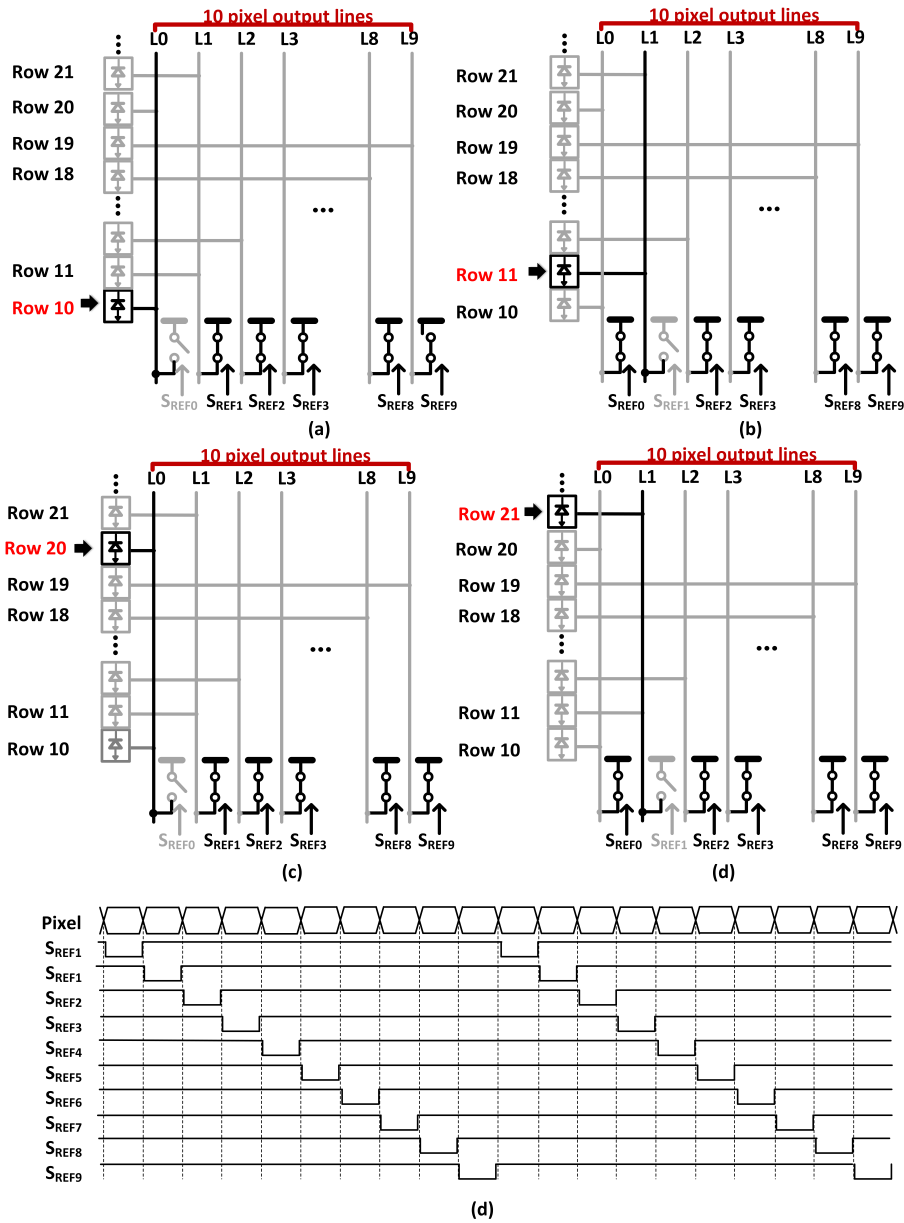 10 pixel output lines
L0 L1 L2 L3 L8 L9
Row 21
Row 20
Row 19
Row 18
Row 11
Row 10
SREF0 SREF1 SREF2 SREF3 SREF8 SREF9
(a)
10 pixel output lines
L0 L1 L2 L3 L8 L9
Row 21
Row 20
Row 19
Row 18
Row 11
Row 10
SREF0 SREF1 SREF2 SREF3 SREF8 SREF9
(b)
10 pixel output lines
L0 L1 L2 L3 L8 L9
Row 21
Row 20
Row 19
Row 18
Row 11
Row 10
SREF0 SREF1 SREF2 SREF3 SREF8 SREF9
(c)
10 pixel output lines
L0 L1 L2 L3 L8 L9
Row 21
Row 20
Row 19
Row 18
Row 11
Row 10
SREF0 SREF1 SREF2 SREF3 SREF8 SREF9
(d)
Pixel
SREF1
SREF1
SREF2
SREF3
SREF4
SREF5
SREF6
SREF7
SREF8
SREF9
(d)